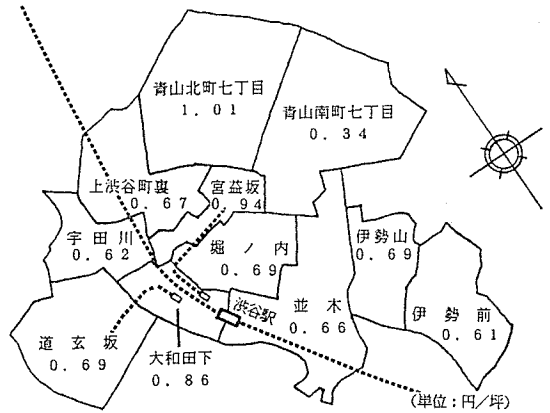 青山北町七丁目
1.01
青山南町七丁目
0.34
上渋谷町裏
0.67
宮益坂
0.94
宇田川
0.62
堀ノ内
0.69
伊勢山
0.69
渋谷駅
並木
0.66
伊勢前
0.61
道玄坂
0.69
大和田下
0.86
(単位:円/坪)